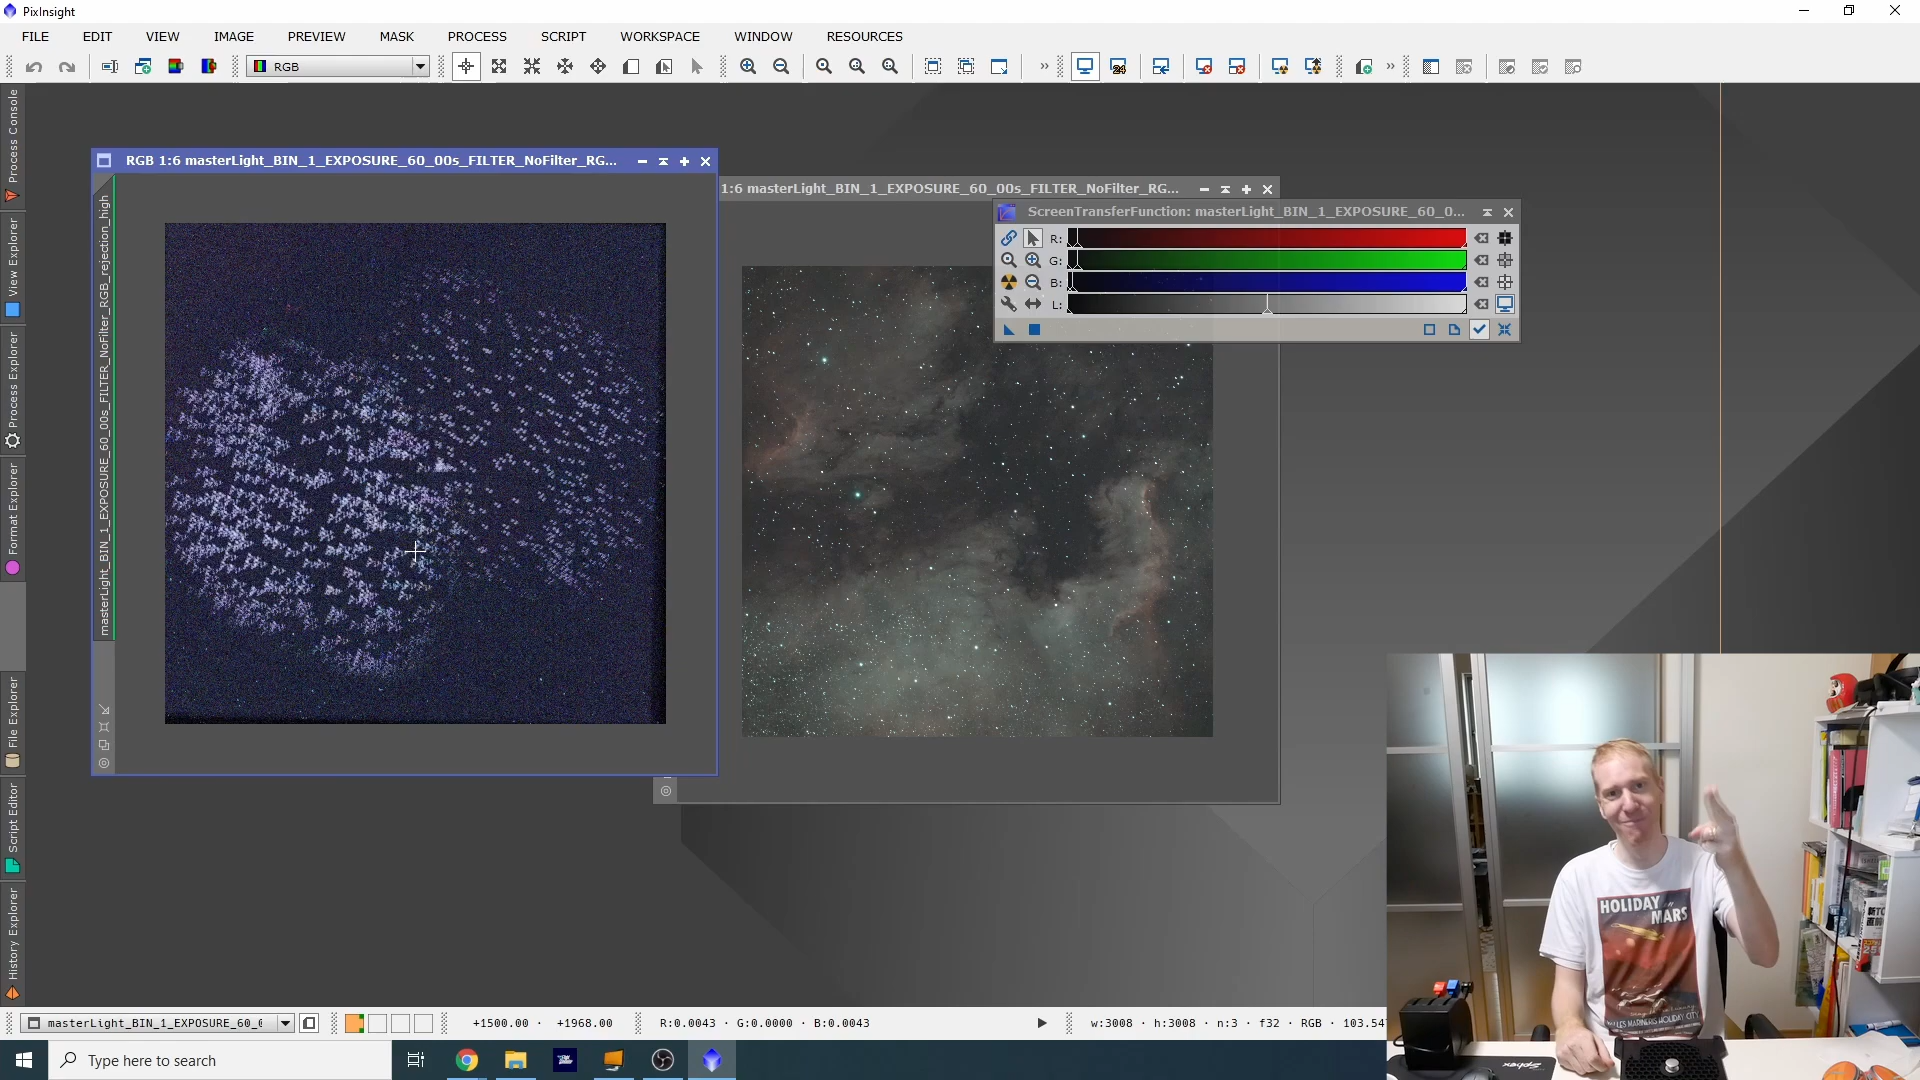 PixInsight
FILE EDIT VIEW IMAGE PREVIEW MASK PROCESS SCRIPT WORKSPACE WINDOW RESOURCES
RGB
24
Process Console
View Explorer
Process Explorer
Format Explorer
File Explorer
Script Editor
History Explorer
RGB 1:6 masterLight_BIN_1_EXPOSURE_60_00s_FILTER_NoFilter_RG...
masterLight_BIN_1_EXPOSURE_60_00s_FILTER_NoFilter_RGB_rejection_high
1:6 masterLight_BIN_1_EXPOSURE_60_00s_FILTER_NoFilter_RG...
ScreenTransferFunction: masterLight_BIN_1_EXPOSURE_60_0...
R:
G:
B:
L:
HOLIDAY
MARS
masterLight_BIN_1_EXPOSURE_60_0
+1500.00 · +1968.00
R:0.0043 · G:0.0000 · B:0.0043
w:3008 · h:3008 · n:3 · f32 · RGB · 103.54
Type here to search